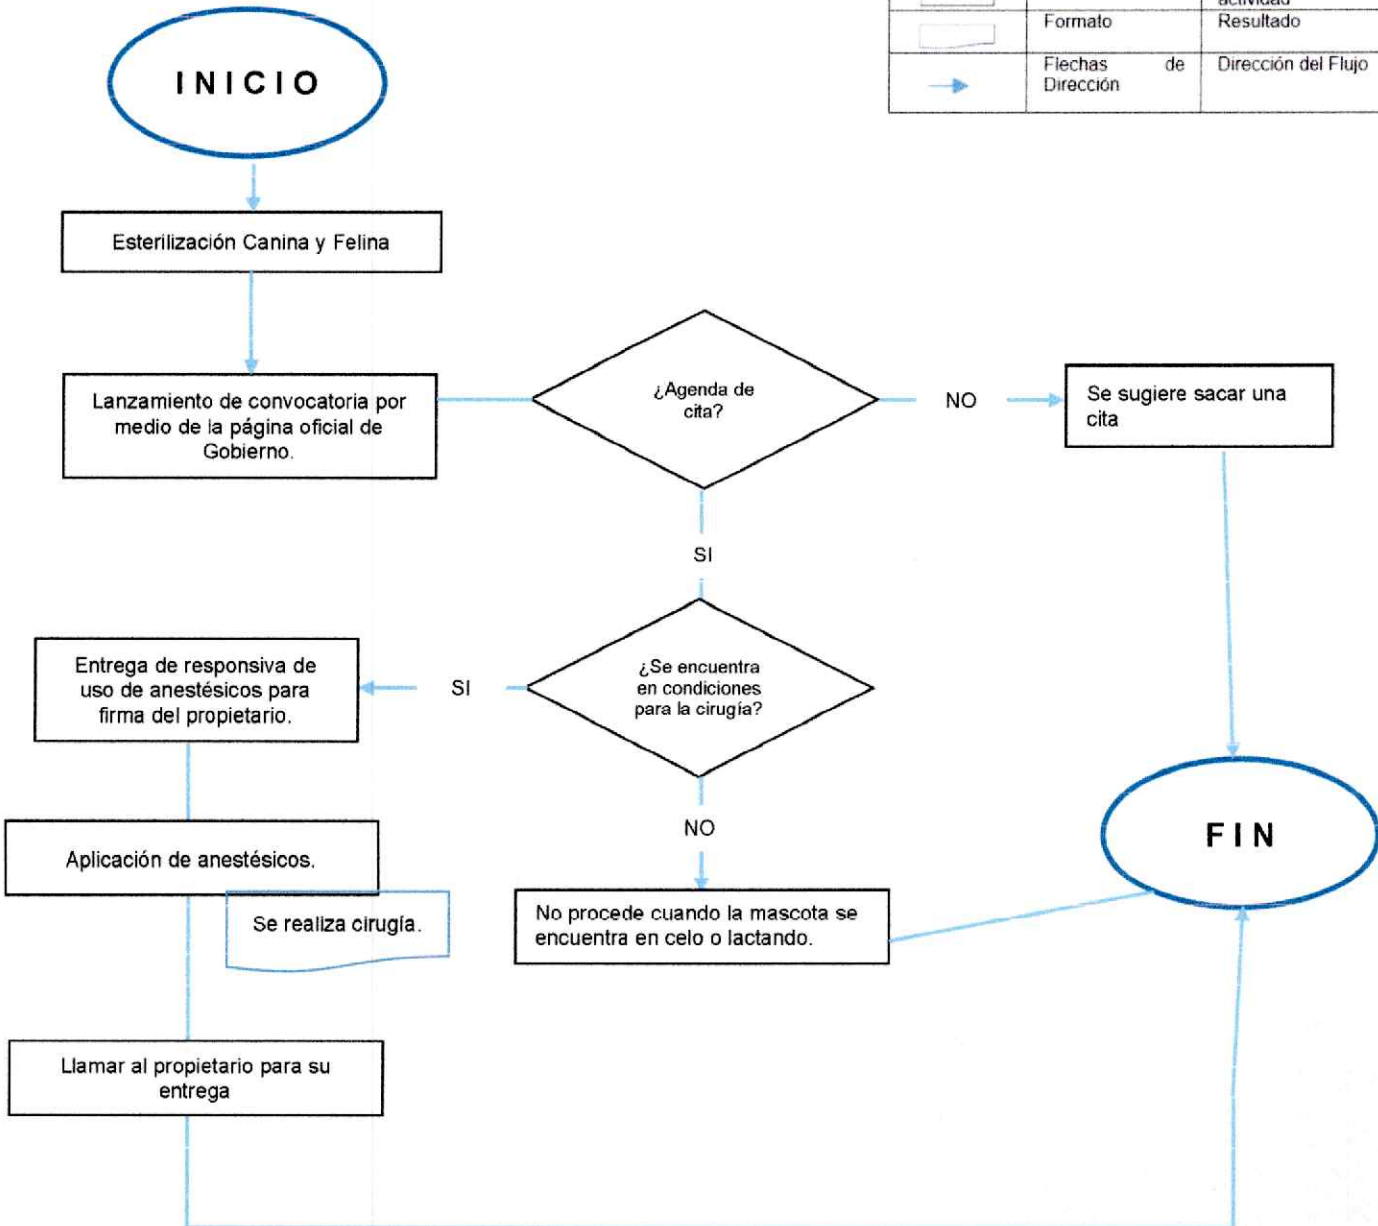 actividad
Formato Resultado
Flechas de Dirección del Flujo
Dirección
INICIO
Esterilización Canina y Felina
Lanzamiento de convocatoria por
medio de la página oficial de
Gobierno.
¿Agenda de
cita?
NO
Se sugiere sacar una
cita
SI
¿Se encuentra
en condiciones
para la cirugía?
SI
Entrega de responsiva de
uso de anestésicos para
firma del propietario.
NO
Aplicación de anestésicos.
Se realiza cirugía.
No procede cuando la mascota se
encuentra en celo o lactando.
FIN
Llamar al propietario para su
entrega